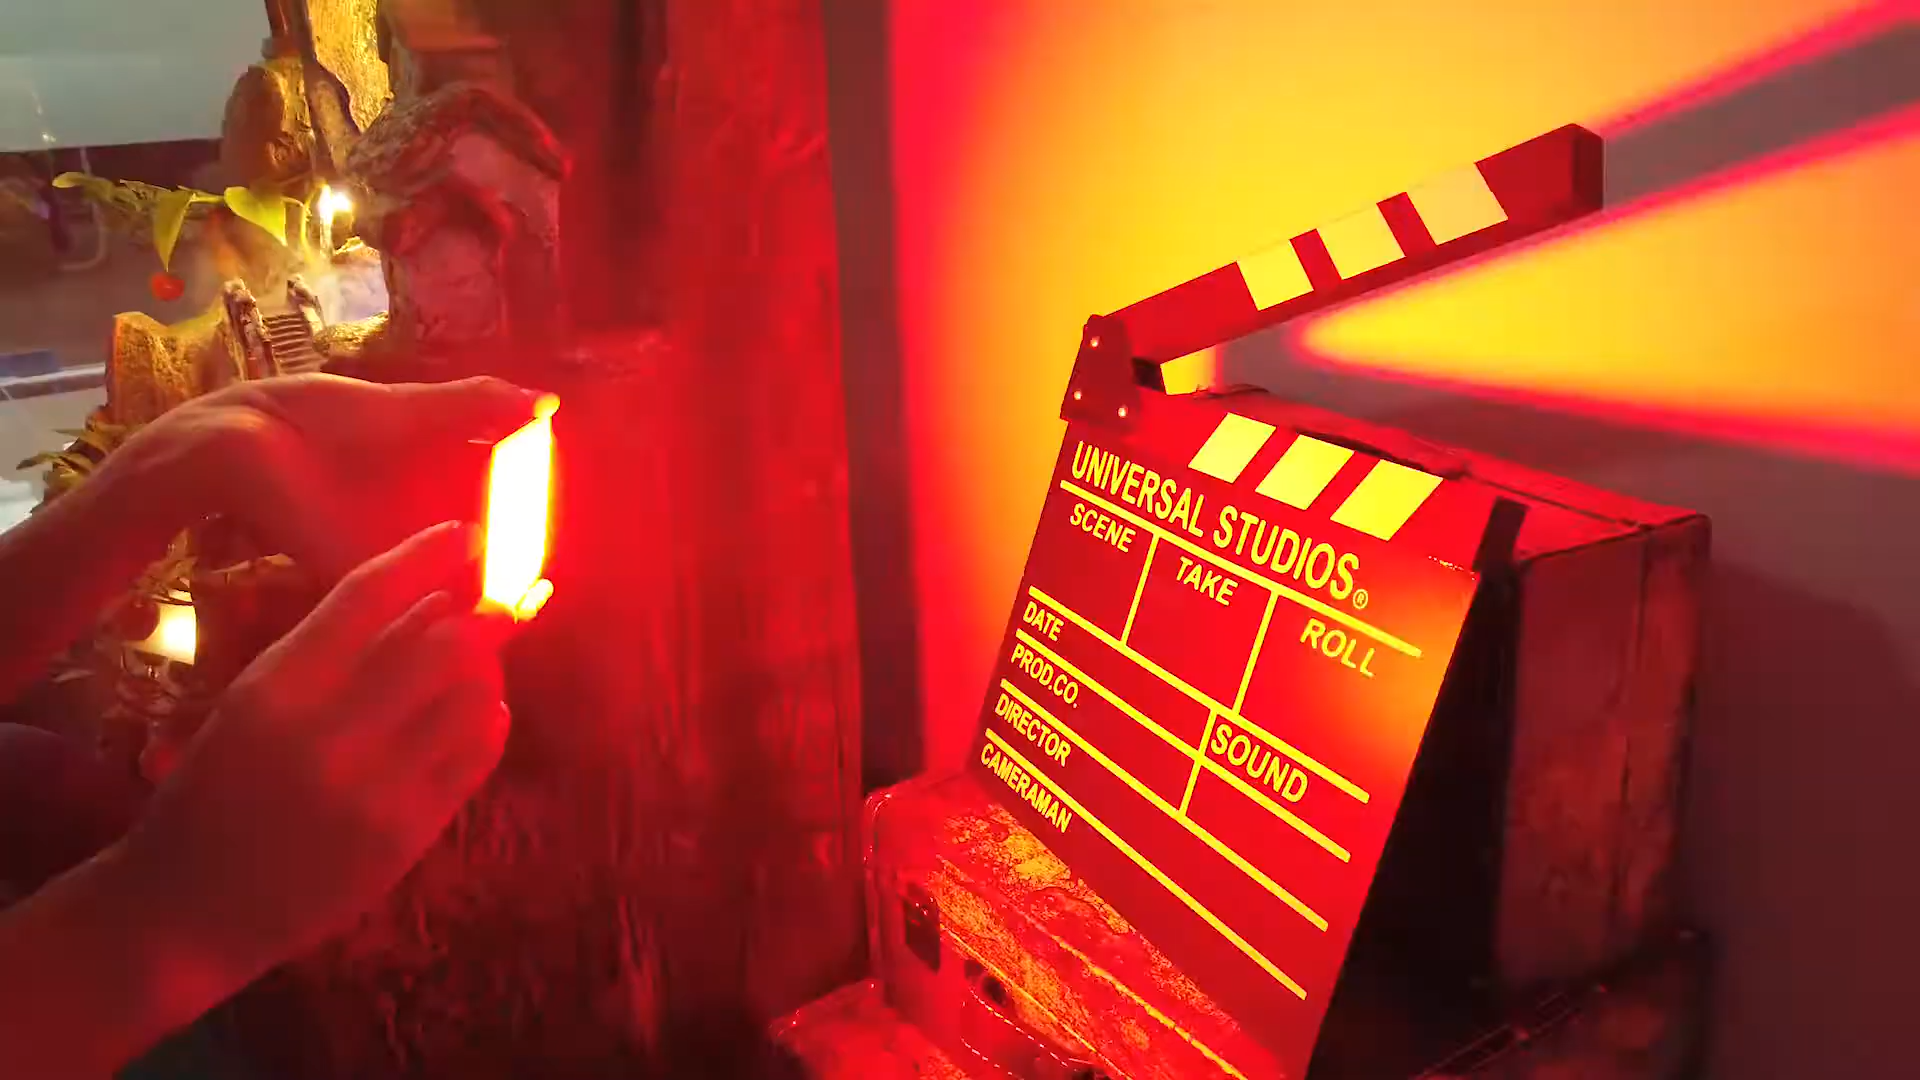 UNIVERSAL STUDIOS®
SCENE TAKE ROLL
DATE
PROD.CO. SOUND
DIRECTOR
CAMERAMAN